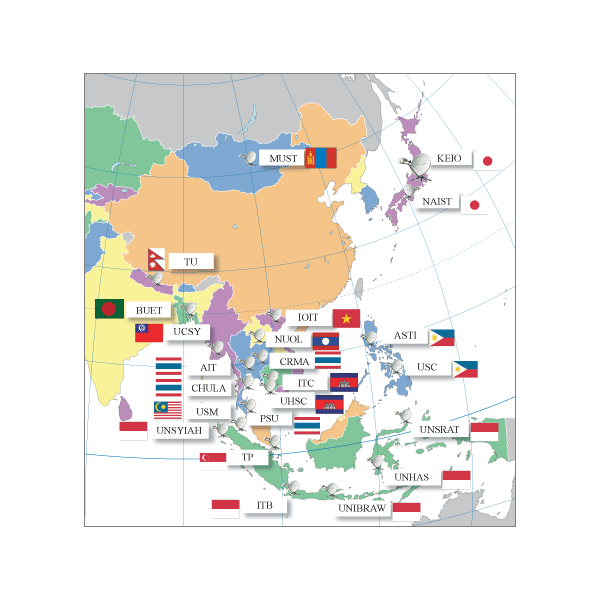 KEIO
MUST
NAIST
TU
BUET
IOIT
UCSY
ASTI
NUOL
CRMA
AIT
USC
ITC
CHULA
UHSC
USM
PSU
UNSYIAH
UNSRAT
TP
UNHAS
ITB
UNIBRAW